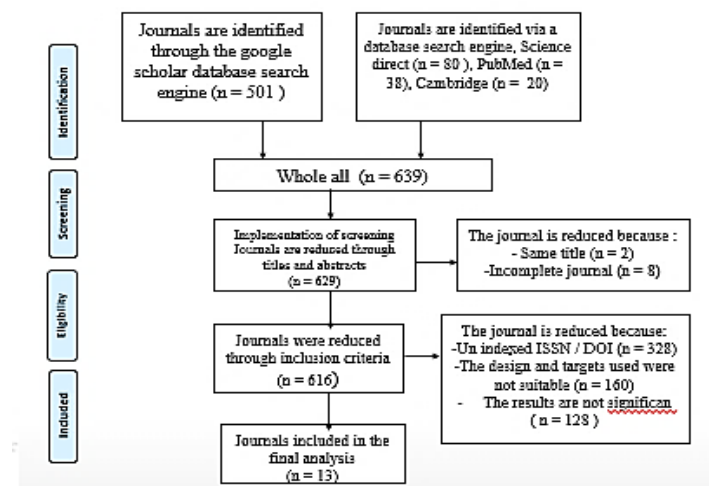 Journals are identified
through the google
scholar database search
engine (n = 501 )
Journals are identified via a
database search engine, Science
direct (n = 80 ), PubMed (n =
38), Cambridge (n = 20)
Identification
Whole all (n = 639)
Screening
Implementation of screening
Journals are reduced through
titles and abstracts
(n = 629)
The journal is reduced because :
- Same title (n = 2)
-Incomplete journal (n = 8)
Eligibility
Journals were reduced
through inclusion criteria
(n = 616)
The journal is reduced because:
-Un indexed ISSN / DOI (n = 328)
-The design and targets used were
not suitable (n = 160)
- The results are not significan
( n = 128 )
Included
Journals included in the
final analysis
(n = 13)